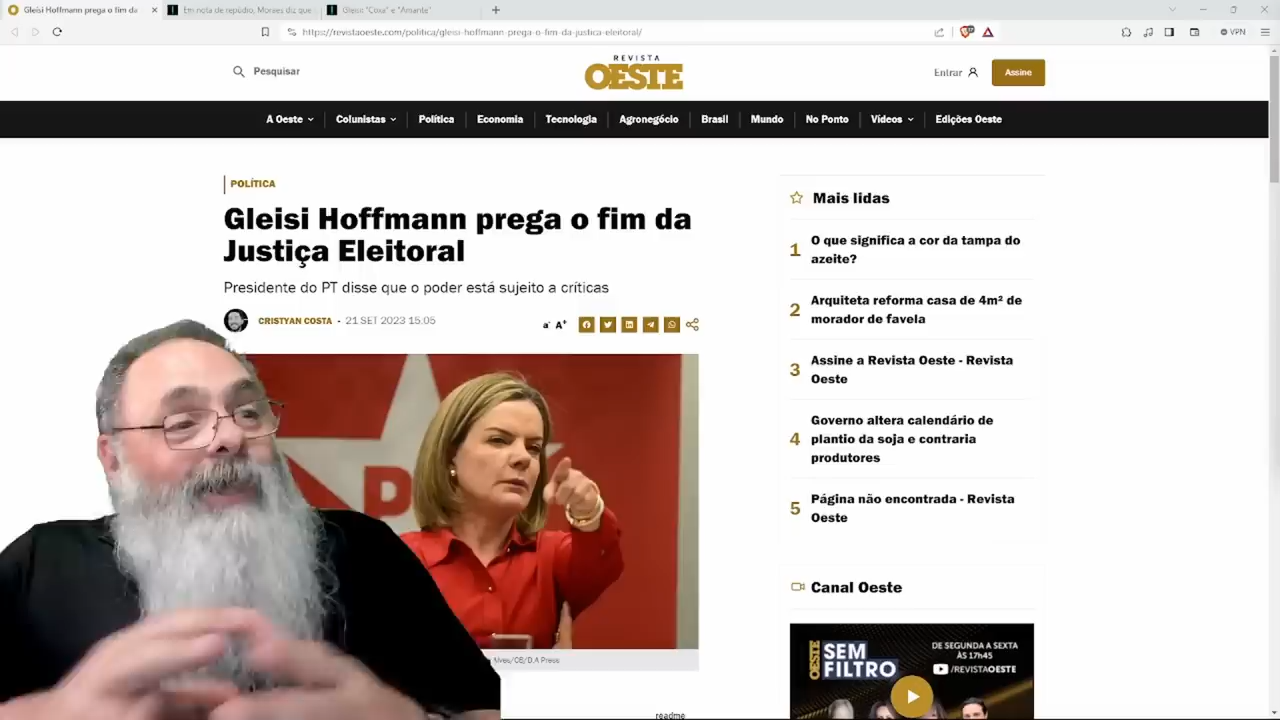 Gleisi Hoffmann prega o fim da
Em nota de repúdio, Moraes diz que
Gleisi "Coxa" e "Amante"
https://revistaoeste.com/politica/gleisi-hoffmann-prega-o-fim-da-justica-eleitoral/
VPN
Pesquisar
REVISTA
OESTE
Entrar
Assine
A Oeste
Colunistas
Política
Economia
Tecnologia
Agronegócio
Brasil
Mundo
No Ponto
Vídeos
Edições Oeste
POLÍTICA
Gleisi Hoffmann prega o fim da
Justiça Eleitoral
Presidente do PT disse que o poder está sujeito a críticas
CRISTYAN COSTA - 21 SET 2023 15:05
a- A+
Alves/CB/D.A Press
readme
Mais lidas
1
O que significa a cor da tampa do
azeite?
2
Arquiteta reforma casa de 4m² de
morador de favela
3
Assine a Revista Oeste - Revista
Oeste
4
Governo altera calendário de
plantio da soja e contraria
produtores
5
Página não encontrada - Revista
Oeste
Canal Oeste
OESTE
SEM
FILTRO
DE SEGUNDA A SEXTA
ÀS 17h45
/REVISTAOESTE